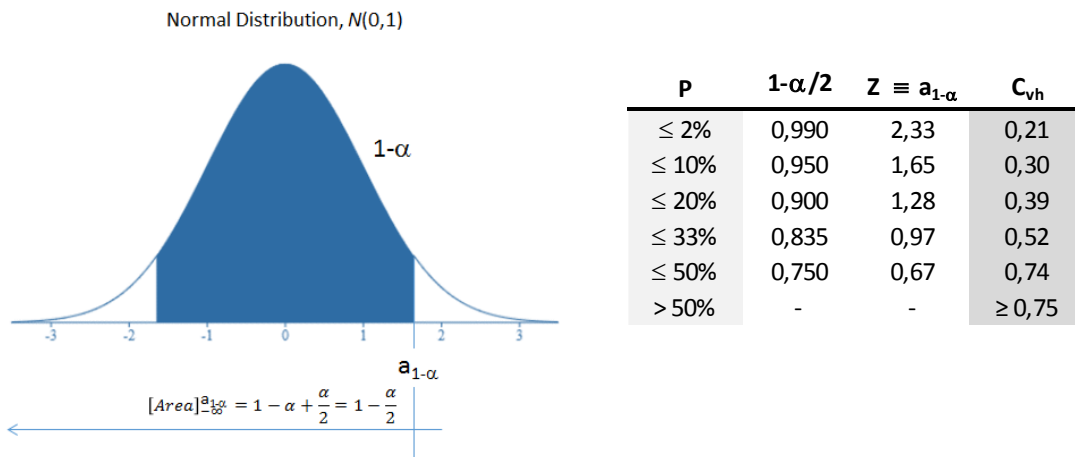 Normal Distribution, N(0,1)
1-α
-3 -2 -1 0 1 2 3
a₁₋α
[Area]_{-∞}^{a₁₋α} = 1 − α + α/2 = 1 − α/2
P 1-α/2 Z ≡ a₁₋α Cᵥₕ
≤ 2% 0,990 2,33 0,21
≤ 10% 0,950 1,65 0,30
≤ 20% 0,900 1,28 0,39
≤ 33% 0,835 0,97 0,52
≤ 50% 0,750 0,67 0,74
> 50% - - ≥ 0,75